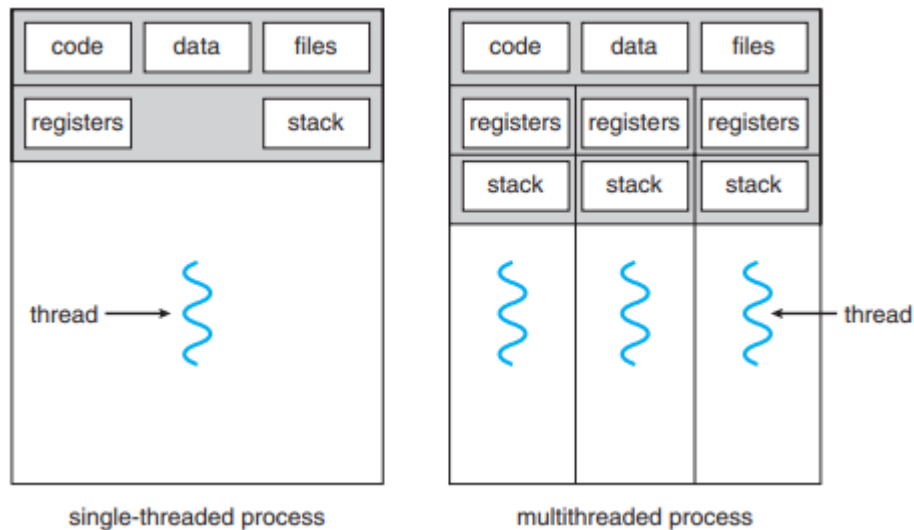 code data files
registers stack
thread
single-threaded process
code data files
registers registers registers
stack stack stack
thread
multithreaded process